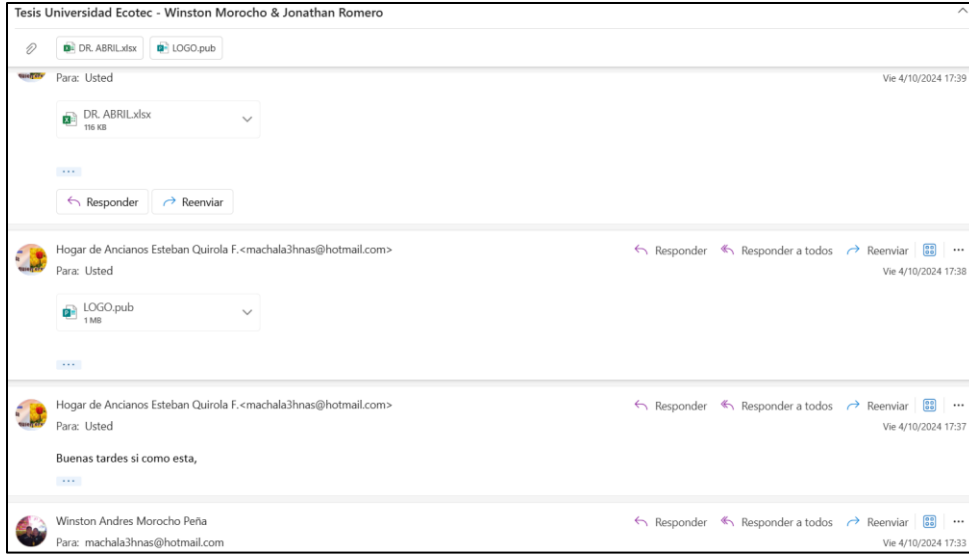 Tesis Universidad Ecotec - Winston Morocho & Jonathan Romero
DR. ABRIL.xlsx LOGO.pub
Para: Usted Vie 4/10/2024 17:39
DR. ABRIL.xlsx
116 KB
...
Responder Reenviar
Hogar de Ancianos Esteban Quirola F.<machala3hnas@hotmail.com> Responder Responder a todos Reenviar ...
Para: Usted Vie 4/10/2024 17:38
LOGO.pub
1 MB
...
Hogar de Ancianos Esteban Quirola F.<machala3hnas@hotmail.com> Responder Responder a todos Reenviar ...
Para: Usted Vie 4/10/2024 17:37
Buenas tardes si como esta,
...
Winston Andres Morocho Peña Responder Responder a todos Reenviar ...
Para: machala3hnas@hotmail.com Vie 4/10/2024 17:33